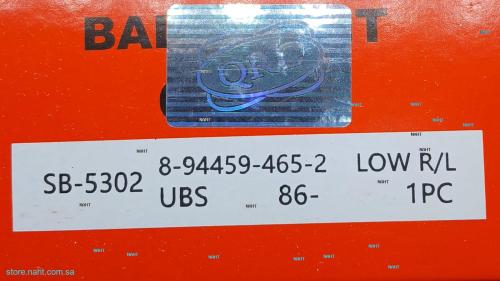 SB-5302 8-94459-465-2 LOW R/L
UBS 86- 1PC
store.naht.com.sa